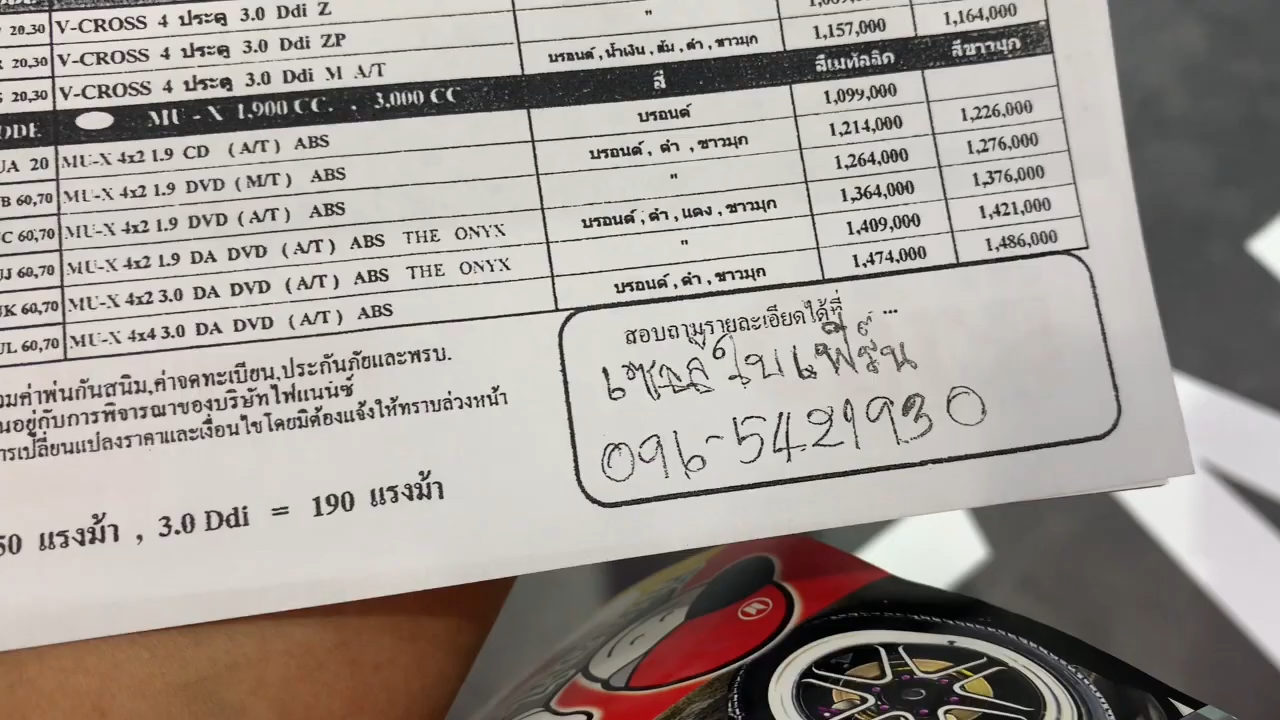 20.30 V-CROSS 4 ประตู 3.0 Ddi Z "
20,30 V-CROSS 4 ประตู 3.0 Ddi ZP บรอนด์ , น้ำเงิน , ส้ม , ดำ , ขาวมุก 1,157,000 1,164,000
20,30 V-CROSS 4 ประตู 3.0 Ddi M A/T
ODE MU - X 1,900 CC. , 3,000 CC สี สีเมทัลลิค สีขาวมุก
UA 20 MU-X 4x2 1.9 CD ( A/T ) ABS บรอนด์ 1,099,000
B 60,70 MU-X 4x2 1.9 DVD ( M/T ) ABS บรอนด์ , ดำ , ขาวมุก 1,214,000 1,226,000
C 60,70 MU-X 4x2 1.9 DVD ( A/T ) ABS " 1,264,000 1,276,000
UJ 60,70 MU-X 4x2 1.9 DA DVD ( A/T ) ABS THE ONYX บรอนด์ , ดำ , แดง , ขาวมุก 1,364,000 1,376,000
UK 60,70 MU-X 4x2 3.0 DA DVD ( A/T ) ABS THE ONYX " 1,409,000 1,421,000
UL 60,70 MU-X 4x4 3.0 DA DVD ( A/T ) ABS บรอนด์ , ดำ , ขาวมุก 1,474,000 1,486,000
วมค่าพ่นกันสนิม,ค่าจดทะเบียน,ประกันภัยและพรบ.
นอยู่กับการพิจารณาของบริษัทไฟแนนซ์
ารเปลี่ยนแปลงราคาและเงื่อนไขโดยมิต้องแจ้งให้ทราบล่วงหน้า
50 แรงม้า , 3.0 Ddi = 190 แรงม้า
สอบถามรายละเอียดได้ที่ ...
เซลล์ใบเฟิร์น
096-5421930